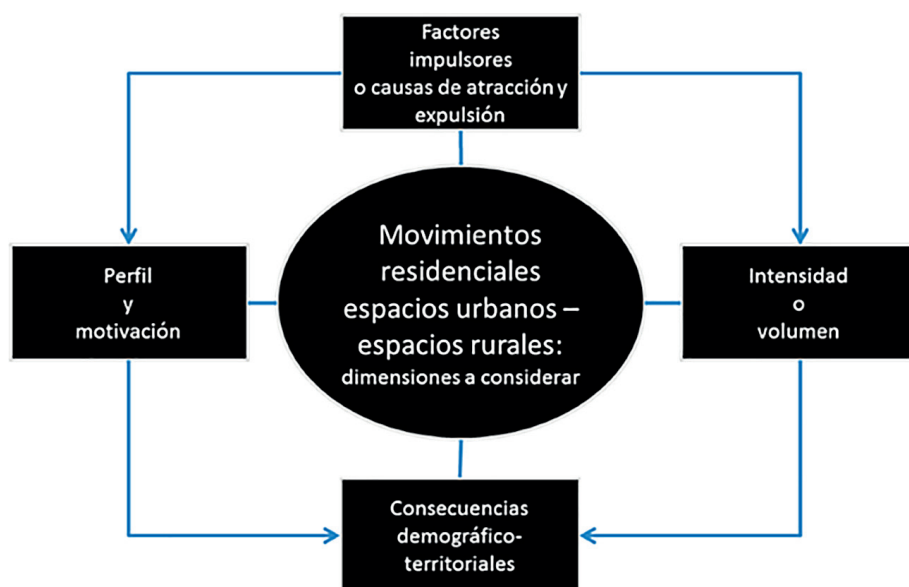 Factores
impulsores
o causas de atracción y
expulsión
Movimientos
residenciales
espacios urbanos –
espacios rurales:
dimensiones a considerar
Perfil
y
motivación
Intensidad
o
volumen
Consecuencias
demográfico-
territoriales